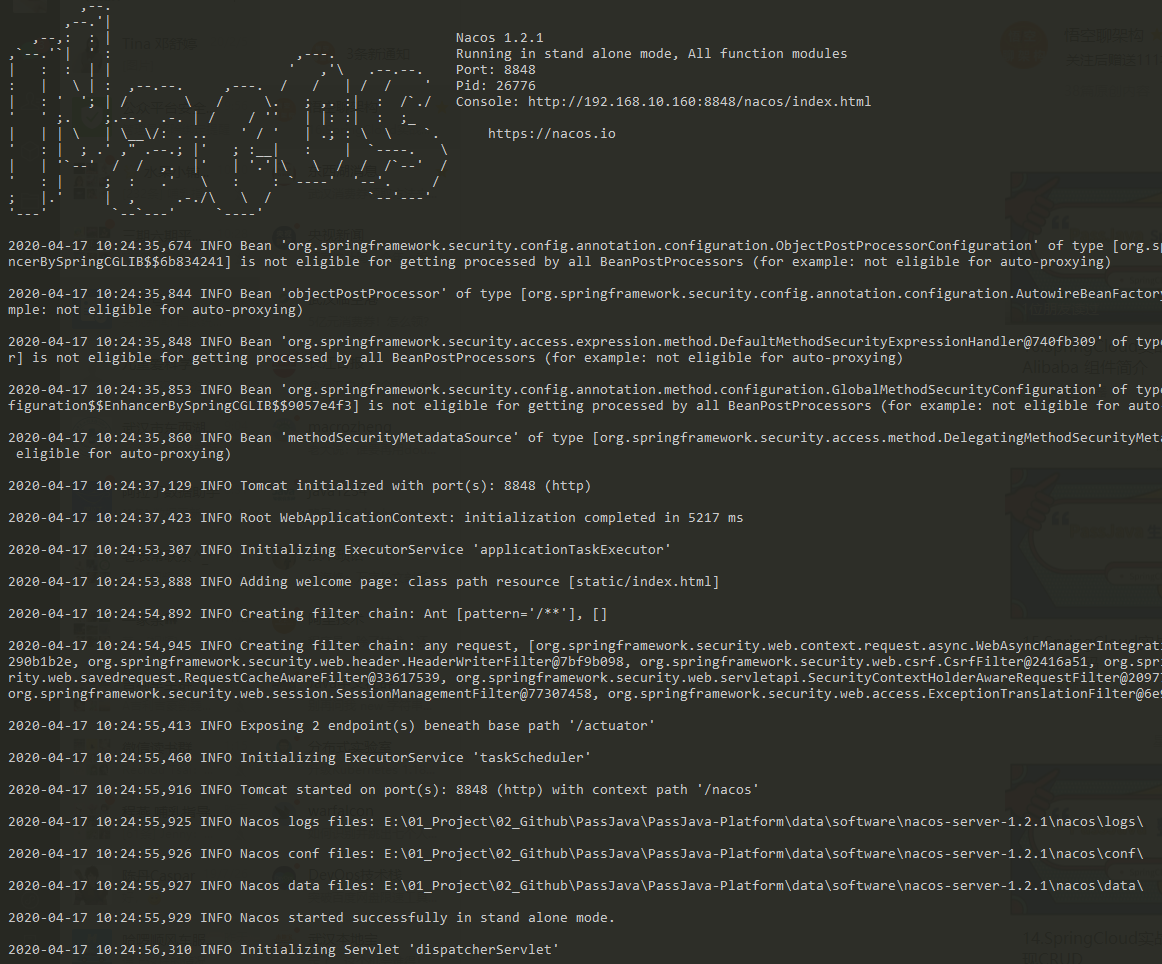 Nacos 1.2.1
Running in stand alone mode, All function modules
Port: 8848
Pid: 26776
Console: http://192.168.10.160:8848/nacos/index.html
https://nacos.io
2020-04-17 10:24:35,674 INFO Bean 'org.springframework.security.config.annotation.configuration.ObjectPostProcessorConfiguration' of type [org.s
ncerBySpringCGLIB$$6b834241] is not eligible for getting processed by all BeanPostProcessors (for example: not eligible for auto-proxying)
2020-04-17 10:24:35,844 INFO Bean 'objectPostProcessor' of type [org.springframework.security.config.annotation.configuration.AutowireBeanFactory
mple: not eligible for auto-proxying)
2020-04-17 10:24:35,848 INFO Bean 'org.springframework.security.access.expression.method.DefaultMethodSecurityExpressionHandler@740fb309' of type
r] is not eligible for getting processed by all BeanPostProcessors (for example: not eligible for auto-proxying)
2020-04-17 10:24:35,853 INFO Bean 'org.springframework.security.config.annotation.method.configuration.GlobalMethodSecurityConfiguration' of type
figuration$$EnhancerBySpringCGLIB$$9057e4f3] is not eligible for getting processed by all BeanPostProcessors (for example: not eligible for auto
2020-04-17 10:24:35,860 INFO Bean 'methodSecurityMetadataSource' of type [org.springframework.security.access.method.DelegatingMethodSecurityMeta
eligible for auto-proxying)
2020-04-17 10:24:37,129 INFO Tomcat initialized with port(s): 8848 (http)
2020-04-17 10:24:37,423 INFO Root WebApplicationContext: initialization completed in 5217 ms
2020-04-17 10:24:53,307 INFO Initializing ExecutorService 'applicationTaskExecutor'
2020-04-17 10:24:53,888 INFO Adding welcome page: class path resource [static/index.html]
2020-04-17 10:24:54,892 INFO Creating filter chain: Ant [pattern='/**'], []
2020-04-17 10:24:54,945 INFO Creating filter chain: any request, [org.springframework.security.web.context.request.async.WebAsyncManagerIntegrati
290b1b2e, org.springframework.security.web.header.HeaderWriterFilter@7bf9b098, org.springframework.security.web.csrf.CsrfFilter@2416a51, org.spr
rity.web.savedrequest.RequestCacheAwareFilter@33617539, org.springframework.security.web.servletapi.SecurityContextHolderAwareRequestFilter@20977
org.springframework.security.web.session.SessionManagementFilter@77307458, org.springframework.security.web.access.ExceptionTranslationFilter@6e9
2020-04-17 10:24:55,413 INFO Exposing 2 endpoint(s) beneath base path '/actuator'
2020-04-17 10:24:55,460 INFO Initializing ExecutorService 'taskScheduler'
2020-04-17 10:24:55,916 INFO Tomcat started on port(s): 8848 (http) with context path '/nacos'
2020-04-17 10:24:55,925 INFO Nacos logs files: E:\01_Project\02_Github\PassJava\PassJava-Platform\data\software\nacos-server-1.2.1\nacos\logs\
2020-04-17 10:24:55,926 INFO Nacos conf files: E:\01_Project\02_Github\PassJava\PassJava-Platform\data\software\nacos-server-1.2.1\nacos\conf\
2020-04-17 10:24:55,927 INFO Nacos data files: E:\01_Project\02_Github\PassJava\PassJava-Platform\data\software\nacos-server-1.2.1\nacos\data\
2020-04-17 10:24:55,929 INFO Nacos started successfully in stand alone mode.
2020-04-17 10:24:56,310 INFO Initializing Servlet 'dispatcherServlet'